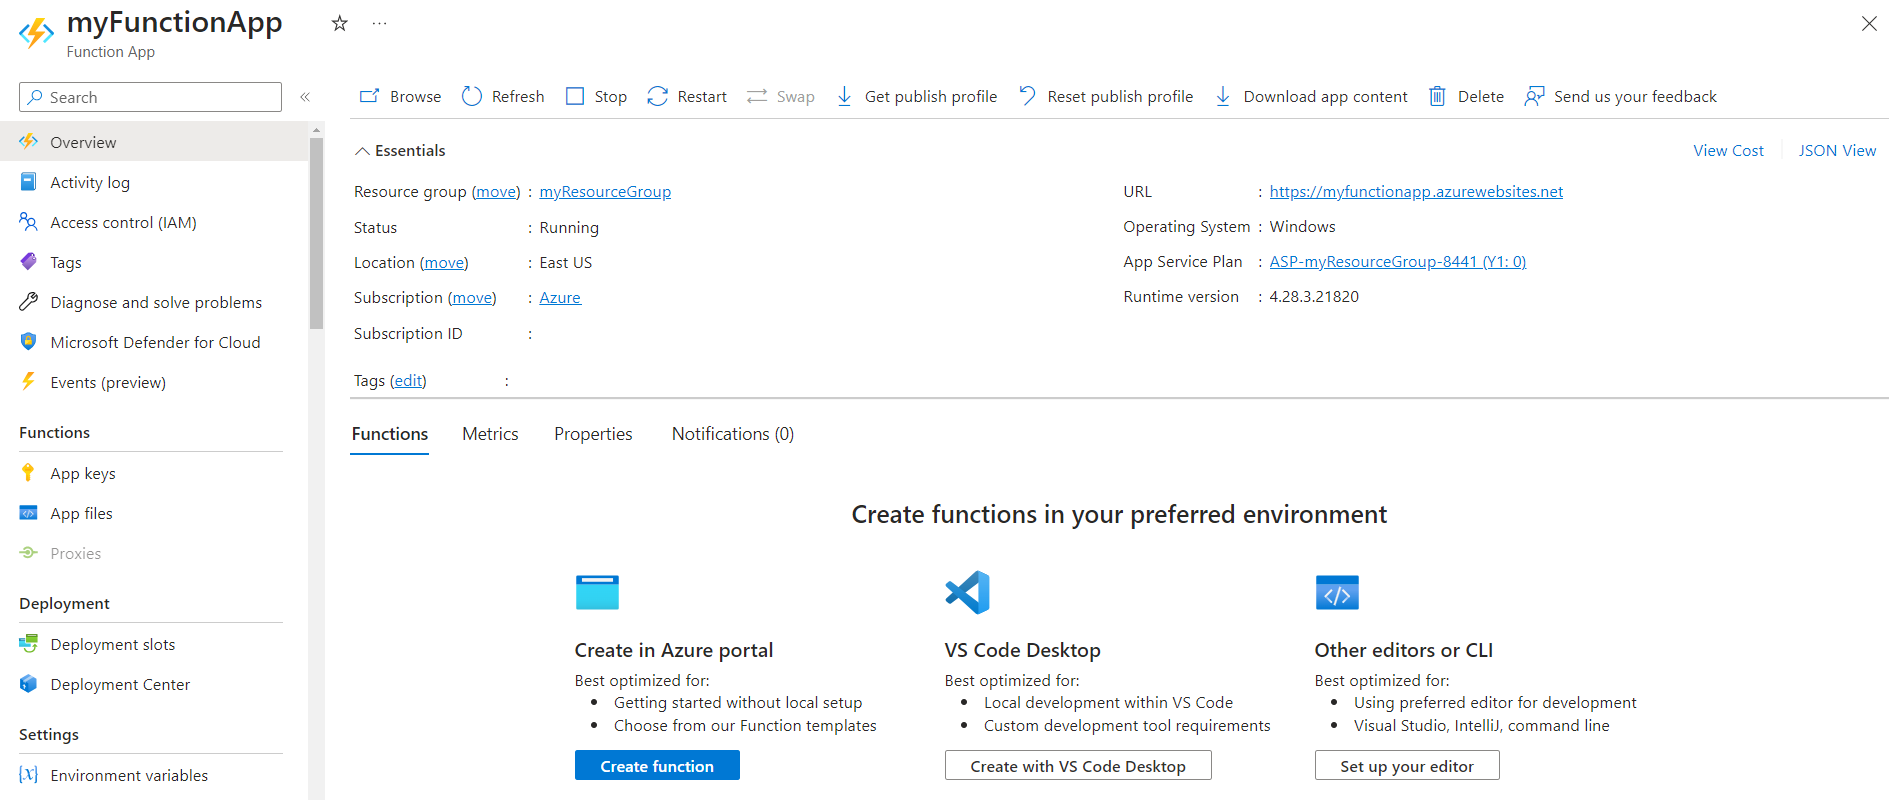 myFunctionApp
Function App
Search
Browse Refresh Stop Restart Swap Get publish profile Reset publish profile Download app content Delete Send us your feedback
Overview
Activity log
Access control (IAM)
Tags
Diagnose and solve problems
Microsoft Defender for Cloud
Events (preview)
Functions
App keys
App files
Proxies
Deployment
Deployment slots
Deployment Center
Settings
Environment variables
Essentials
View Cost JSON View
Resource group (move) : myResourceGroup
Status : Running
Location (move) : East US
Subscription (move) : Azure
Subscription ID :
Tags (edit) :
URL : https://myfunctionapp.azurewebsites.net
Operating System : Windows
App Service Plan : ASP-myResourceGroup-8441 (Y1: 0)
Runtime version : 4.28.3.21820
Functions Metrics Properties Notifications (0)
Create functions in your preferred environment
Create in Azure portal
Best optimized for:
• Getting started without local setup
• Choose from our Function templates
Create function
VS Code Desktop
Best optimized for:
• Local development within VS Code
• Custom development tool requirements
Create with VS Code Desktop
Other editors or CLI
Best optimized for:
• Using preferred editor for development
• Visual Studio, IntelliJ, command line
Set up your editor